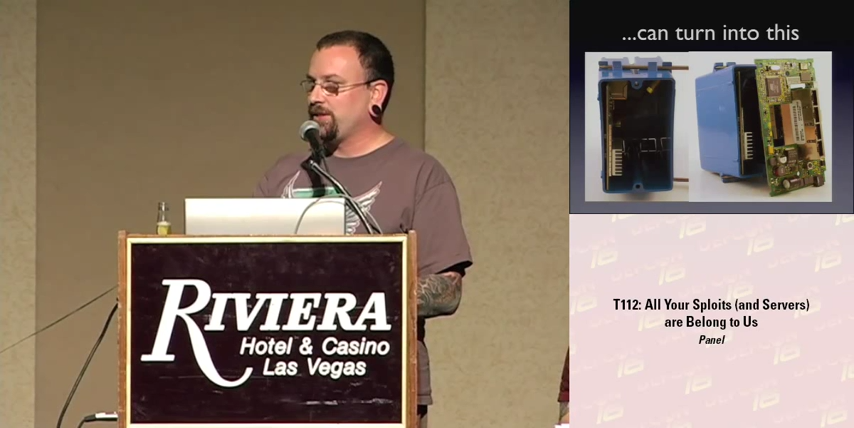 ...can turn into this
RIVIERA
Hotel & Casino
Las Vegas
T112: All Your Sploits (and Servers)
are Belong to Us
Panel